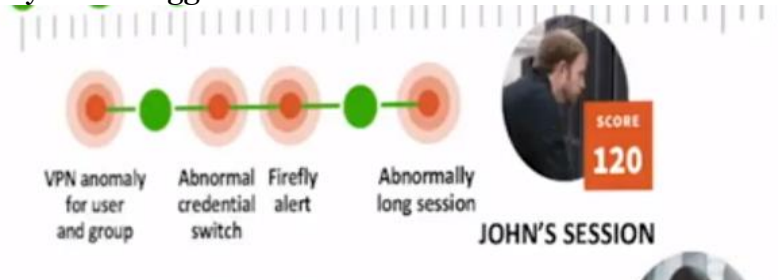 VPN anomaly
for user
and group
Abnormal
credential
switch
Firefly
alert
Abnormally
long session
SCORE
120
JOHN'S SESSION